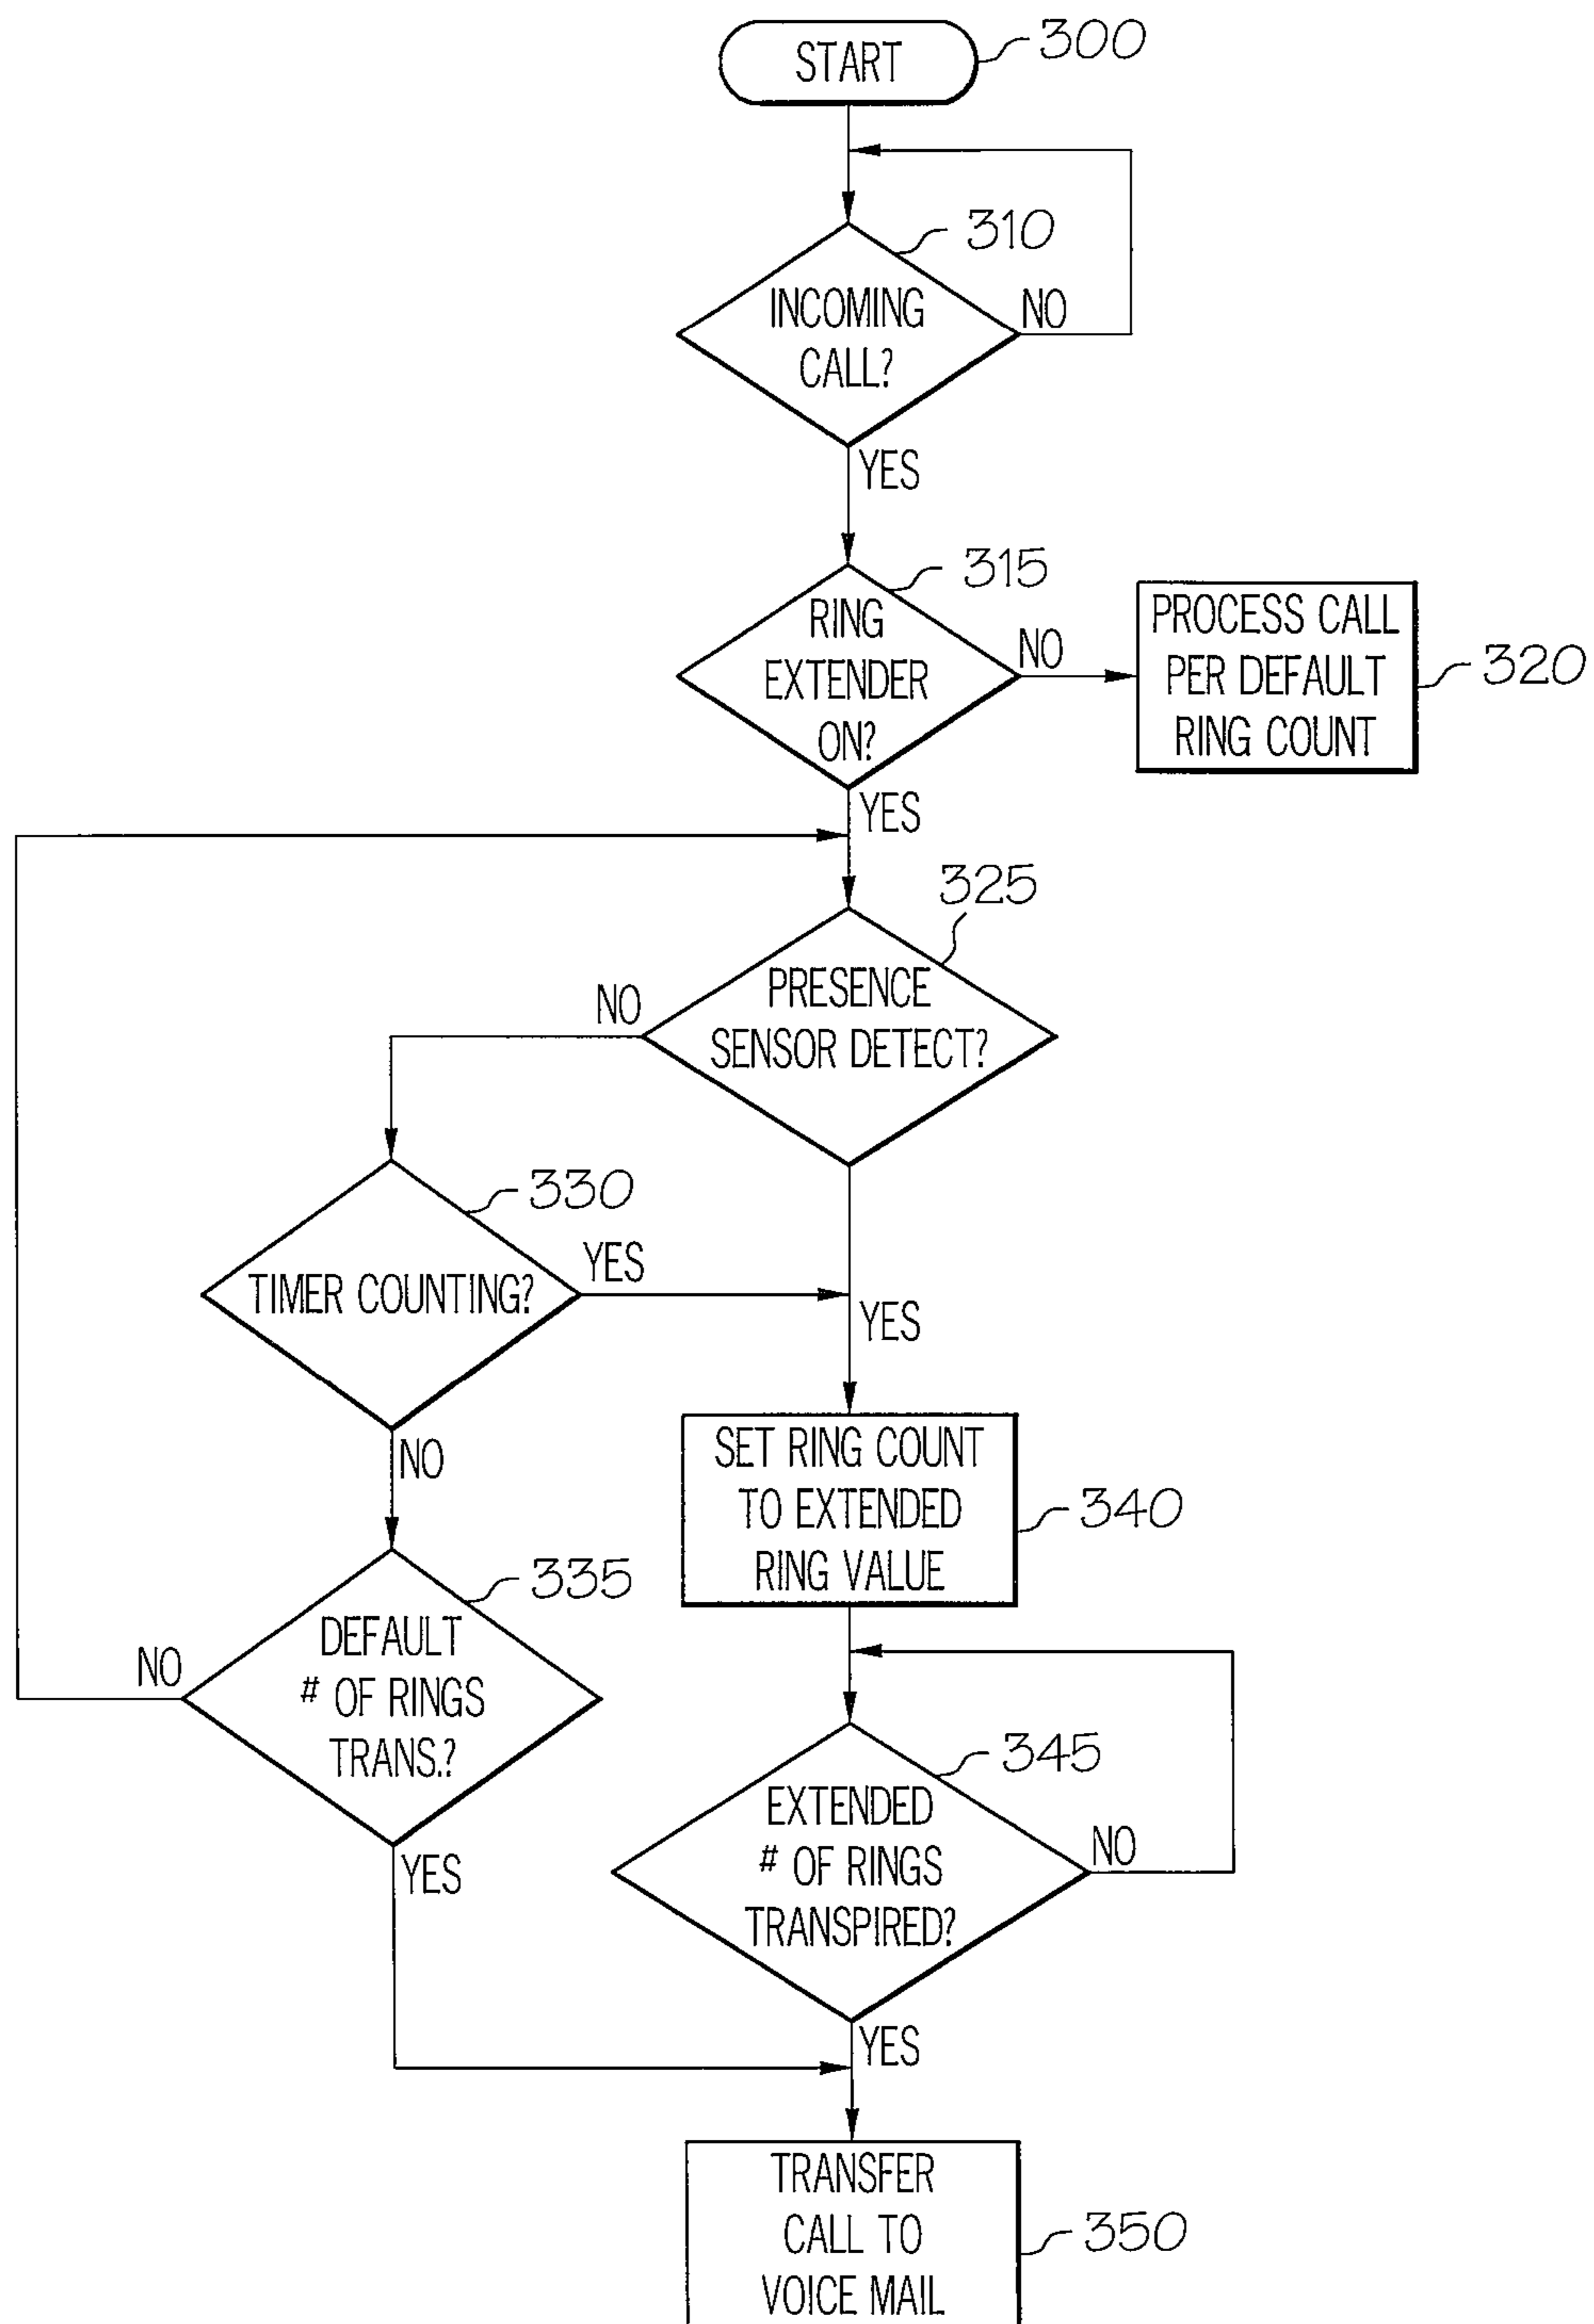 START
300
310
INCOMING
CALL?
NO
YES
315
RING
EXTENDER
ON?
NO
PROCESS CALL
PER DEFAULT
RING COUNT
320
YES
325
PRESENCE
SENSOR DETECT?
NO
330
TIMER COUNTING?
YES
YES
NO
SET RING COUNT
TO EXTENDED
RING VALUE
340
335
DEFAULT
# OF RINGS
TRANS.?
NO
YES
345
EXTENDED
# OF RINGS
TRANSPIRED?
NO
YES
TRANSFER
CALL TO
VOICE MAIL
350